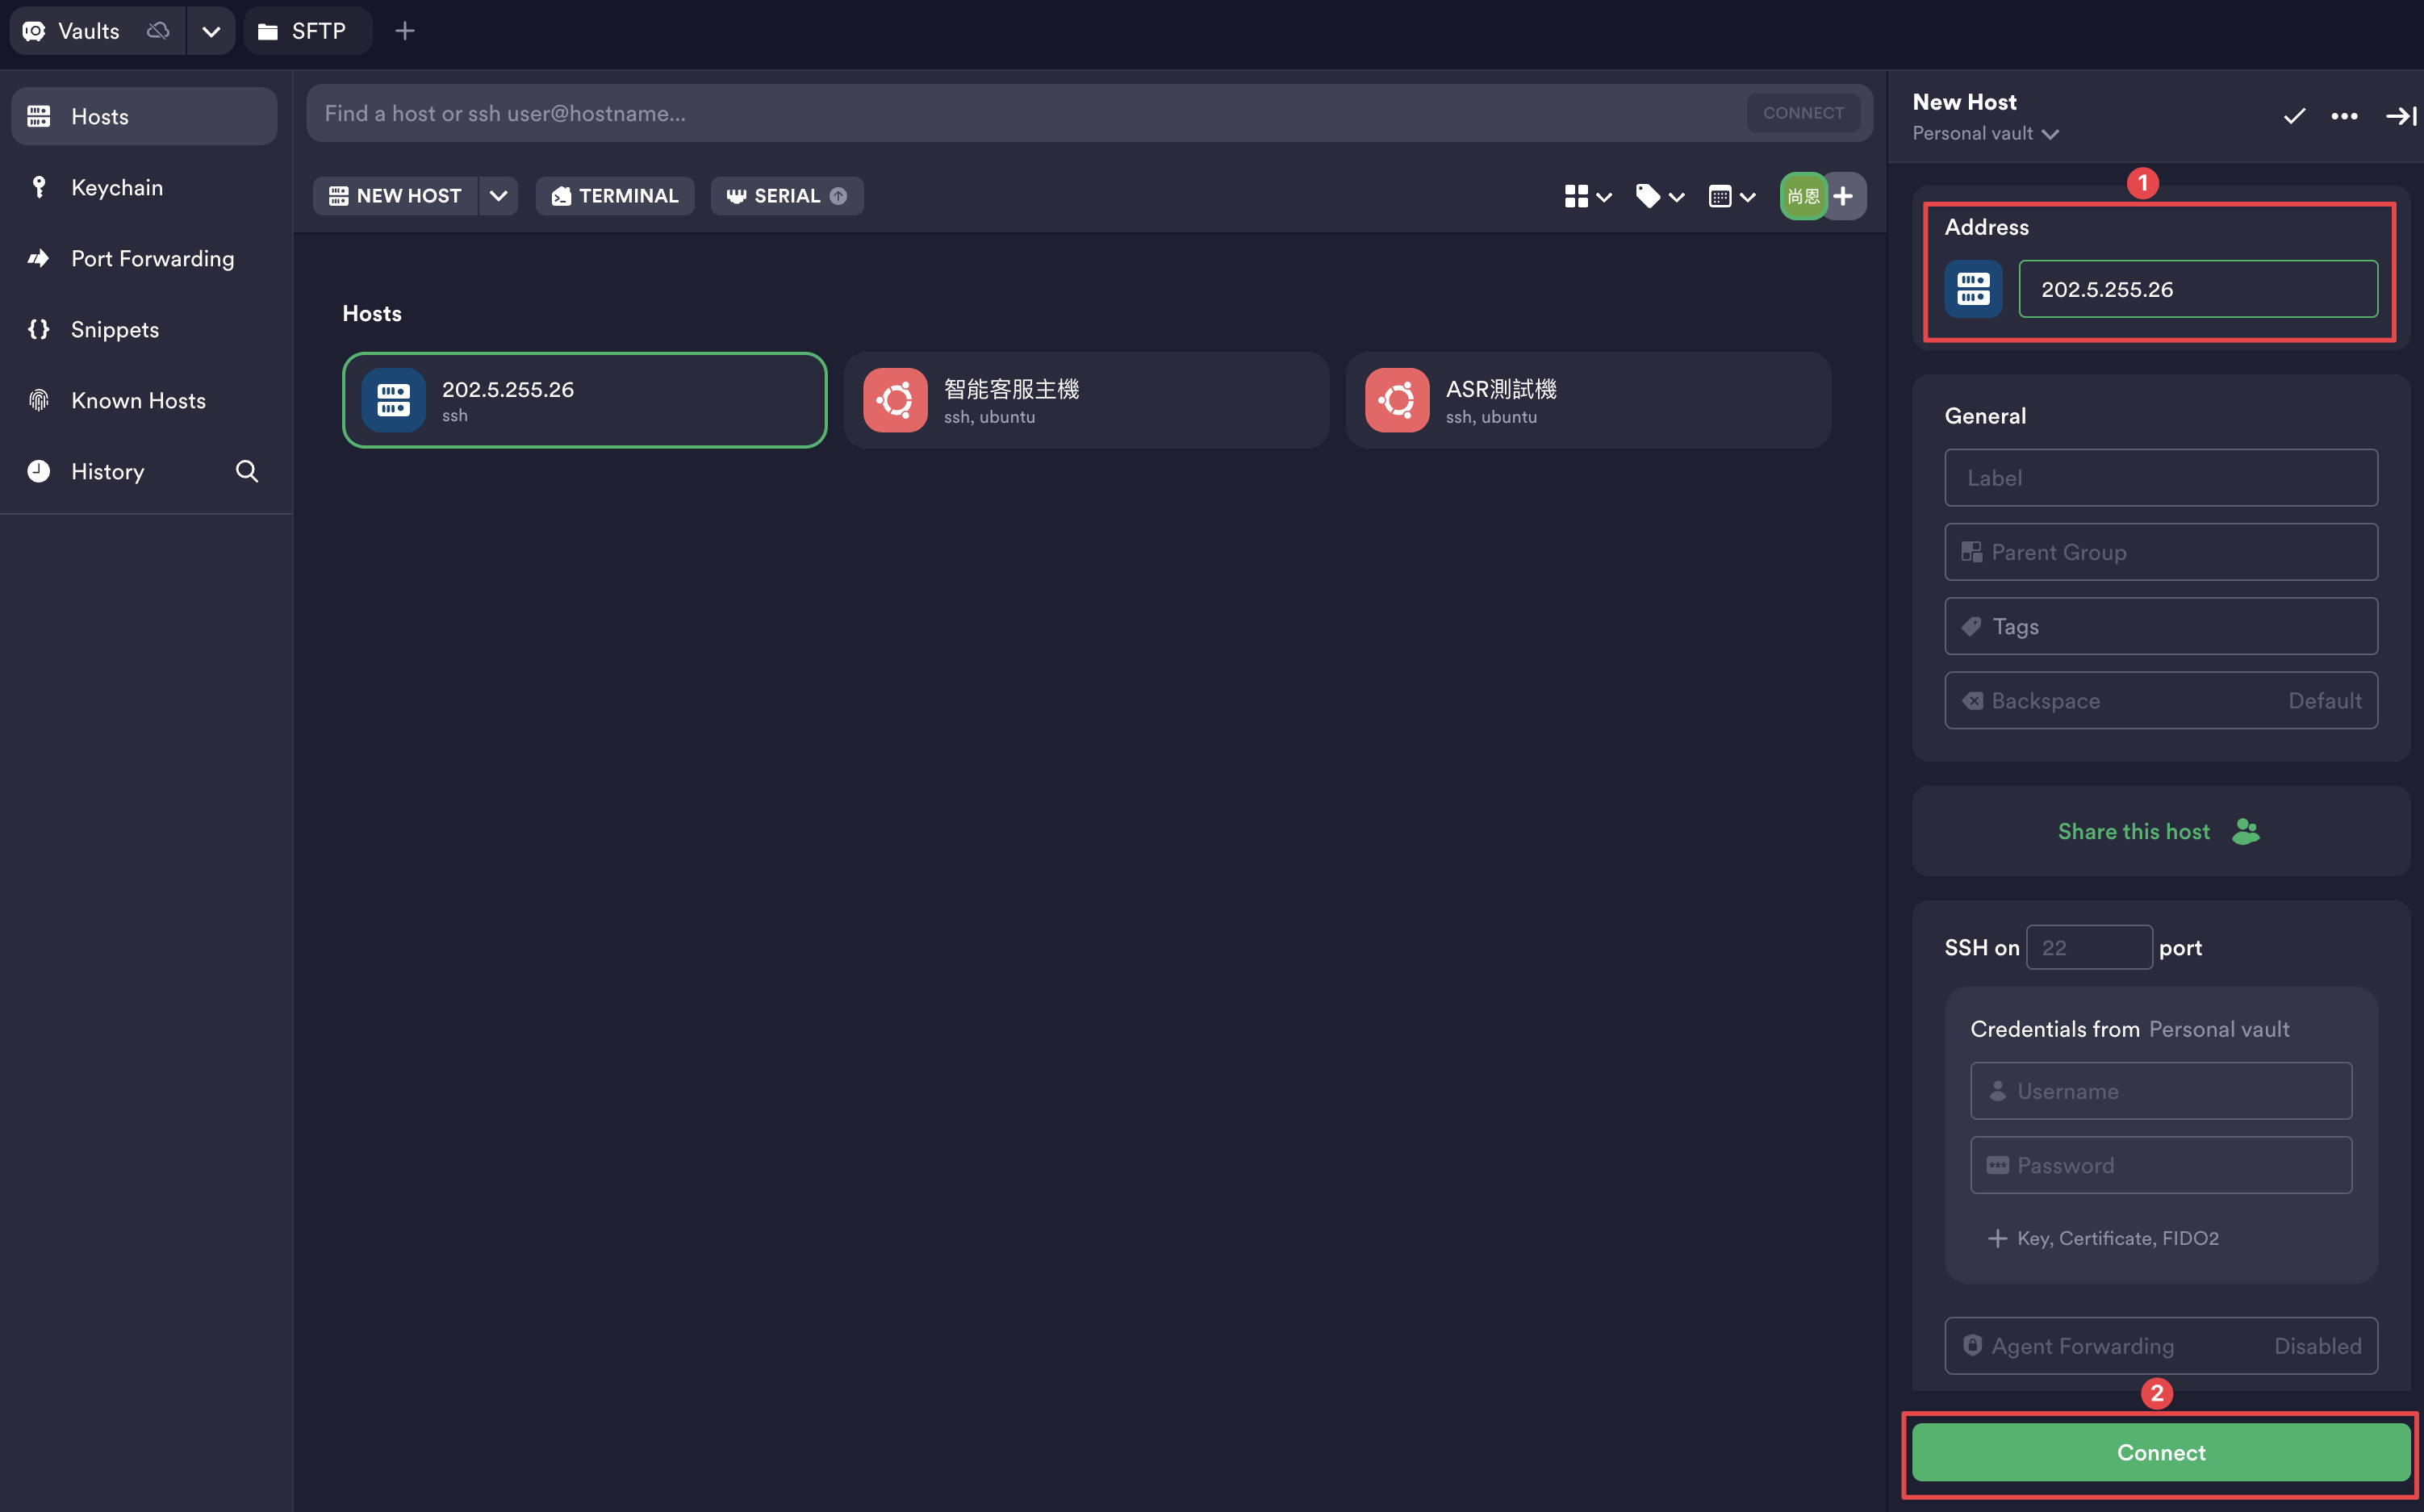 Vaults
SFTP
Hosts
Keychain
Port Forwarding
Snippets
Known Hosts
History
Find a host or ssh user@hostname...
CONNECT
NEW HOST
TERMINAL
SERIAL
尚恩
Hosts
202.5.255.26
ssh
智能客服主機
ssh, ubuntu
ASR測試機
ssh, ubuntu
New Host
Personal vault
1
Address
202.5.255.26
General
Label
Parent Group
Tags
Backspace Default
Share this host
SSH on 22 port
Credentials from Personal vault
Username
Password
Key, Certificate, FIDO2
Agent Forwarding Disabled
2
Connect